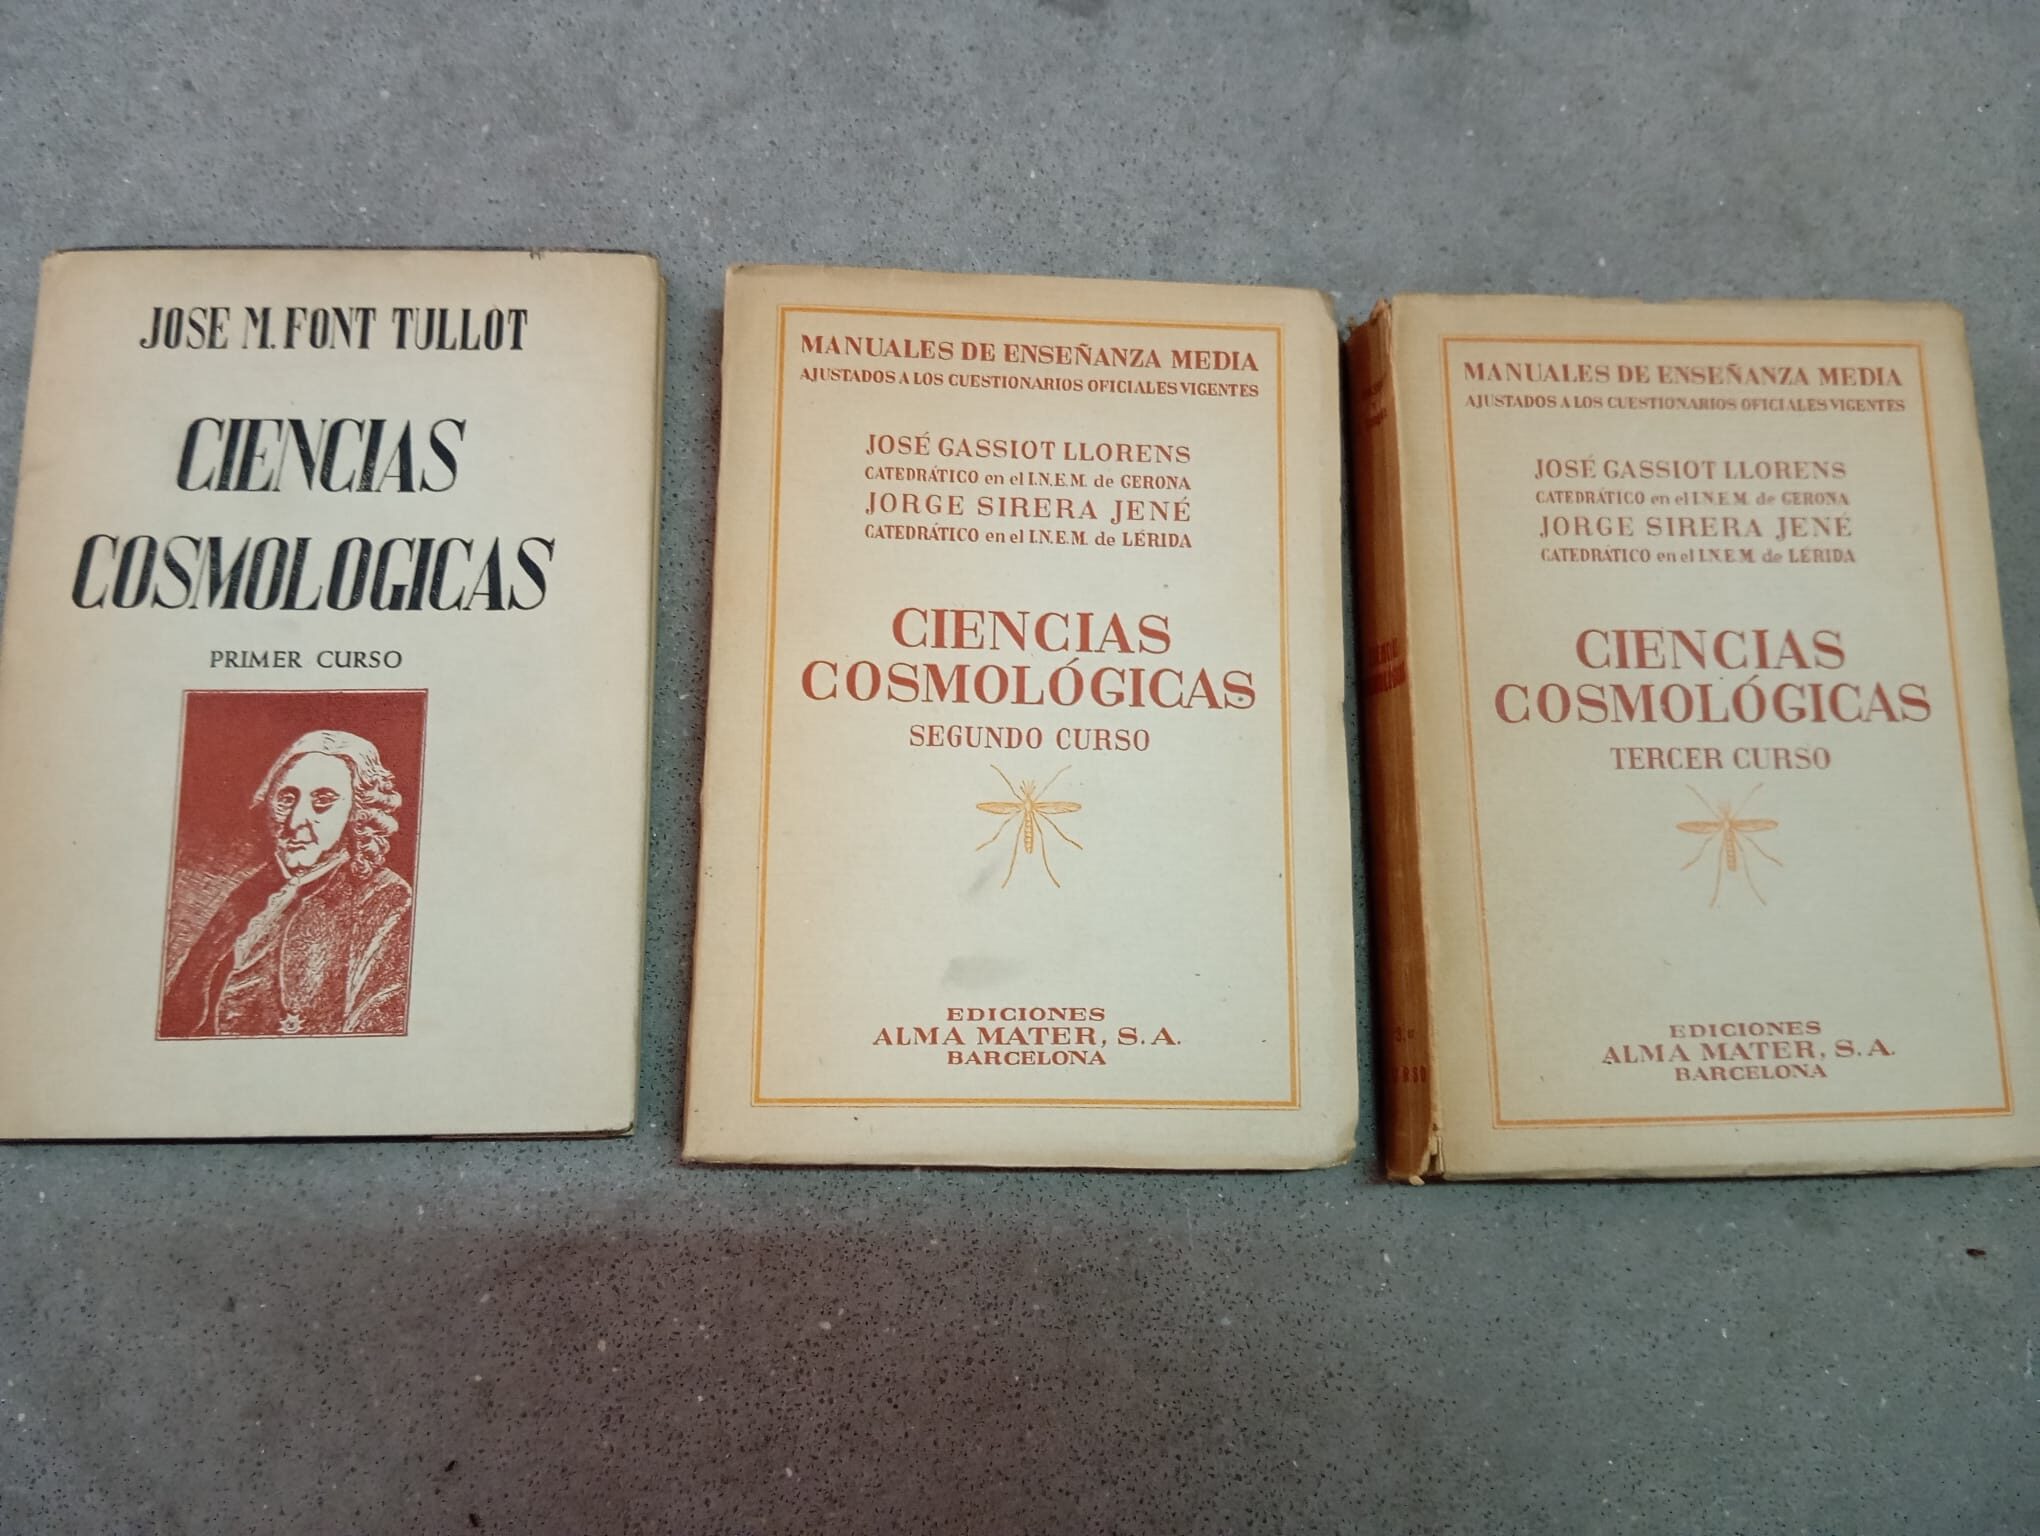 JOSE M. FONT TULLOT
CIENCIAS
COSMOLOGICAS
PRIMER CURSO
MANUALES DE ENSEÑANZA MEDIA
AJUSTADOS A LOS CUESTIONARIOS OFICIALES VIGENTES
JOSÉ GASSIOT LLORENS
CATEDRÁTICO en el I.N.E.M. de GERONA
JORGE SIRERA JENÉ
CATEDRÁTICO en el I.N.E.M. de LÉRIDA
CIENCIAS
COSMOLÓGICAS
SEGUNDO CURSO
EDICIONES
ALMA MATER, S.A.
BARCELONA
MANUALES DE ENSEÑANZA MEDIA
AJUSTADOS A LOS CUESTIONARIOS OFICIALES VIGENTES
JOSÉ GASSIOT LLORENS
CATEDRÁTICO en el I.N.E.M. de GERONA
JORGE SIRERA JENÉ
CATEDRÁTICO en el I.N.E.M. de LÉRIDA
CIENCIAS
COSMOLÓGICAS
TERCER CURSO
EDICIONES
ALMA MATER, S.A.
BARCELONA